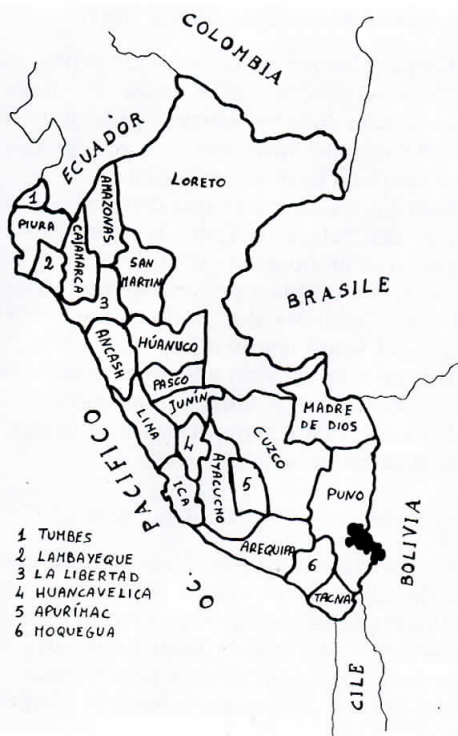 COLOMBIA
ECUADOR
1
PIURA
2
CAJAMARCA
AMAZONAS
LORETO
SAN
MARTIN
3
BRASILE
ANCASH
HÚANUCO
PASCO
JUNÍN
LIMA
4
MADRE
DE DIOS
CUZCO
AYACUCHO
5
ICA
PUNO
OC. PACIFICO
AREQUIPA
6
TACNA
BOLIVIA
CILE
1 TUMBES
2 LAMBAYEQUE
3 LA LIBERTAD
4 HUANCAVELICA
5 APURÍMAC
6 MOQUEGUA